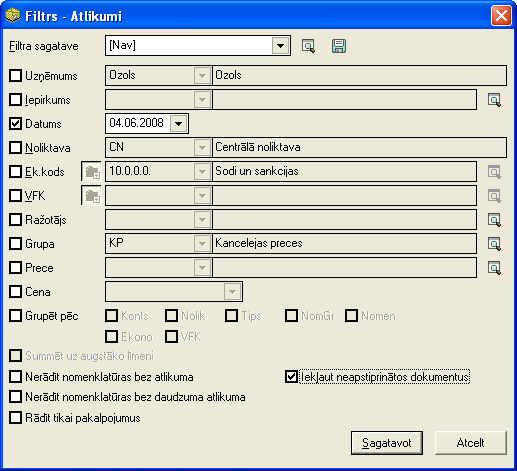 Filtrs - Atlikumi
Filtra sagatave [Nav]
Uzņēmums Ozols Ozols
Iepirkums
Datums 04.06.2008
Noliktava CN Centrālā noliktava
Ek.kods 10.0.0.0. Sodi un sankcijas
VFK
Ražotājs
Grupa KP Kancelejas preces
Prece
Cena
Grupēt pēc Konts Nolik Tips NomGr Nomen
Ekono VFK
Summēt uz augstāko līmeni
Nerādīt nomenklatūras bez atlikuma Iekļaut neapstiprinātos dokumentus
Nerādīt nomenklatūras bez daudzuma atlikuma
Rādīt tikai pakalpojumus
Sagatavot Atcelt